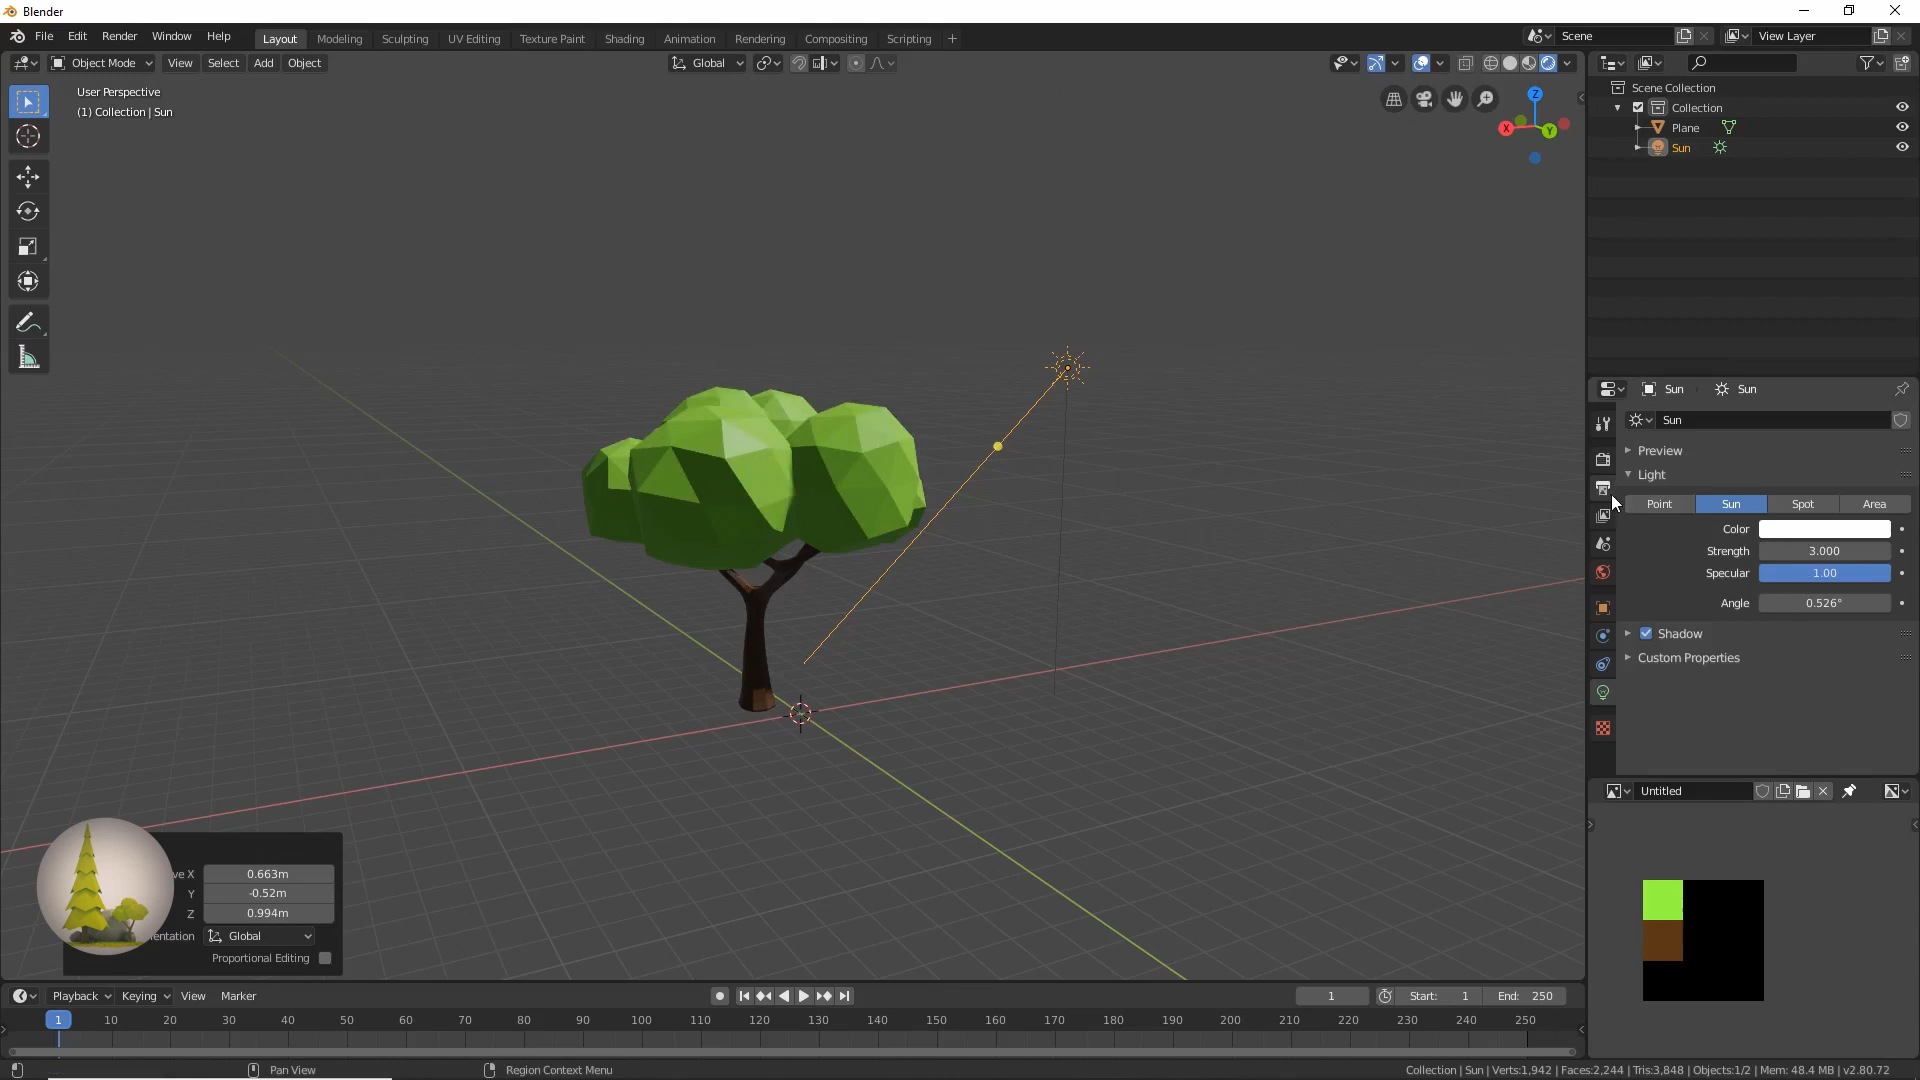 Blender
File Edit Render Window Help
Layout Modeling Sculpting UV Editing Texture Paint Shading Animation Rendering Compositing Scripting +
Scene
View Layer
Object Mode View Select Add Object
Global
User Perspective
(1) Collection | Sun
Z
X
Y
Scene Collection
Collection
Plane
Sun
Sun Sun
Sun
Preview
Light
Point Sun Spot Area
Color
Strength 3.000
Specular 1.00
Angle 0.526°
Shadow
Custom Properties
Untitled
ve X 0.663m
Y -0.52m
Z 0.994m
entation Global
Proportional Editing
Playback Keying View Marker
1
Start: 1
End: 250
1 10 20 30 40 50 60 70 80 90 100 110 120 130 140 150 160 170 180 190 200 210 220 230 240 250
Pan View
Region Context Menu
Collection | Sun | Verts:1,942 | Faces:2,244 | Tris:3,848 | Objects:1/2 | Mem: 48.4 MB | v2.80.72